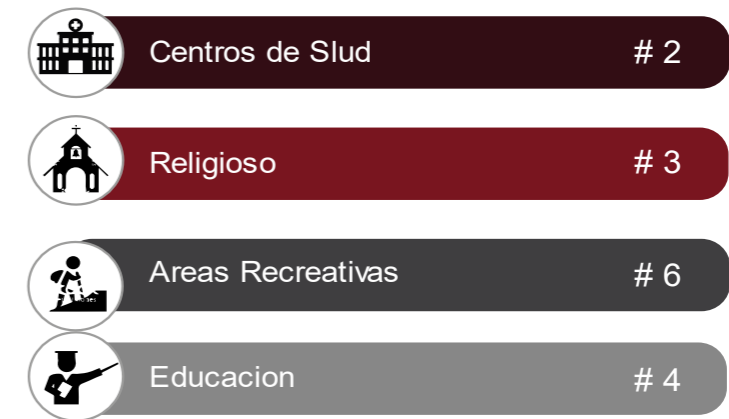 Centros de Slud # 2
Religioso # 3
Areas Recreativas # 6
Educacion # 4